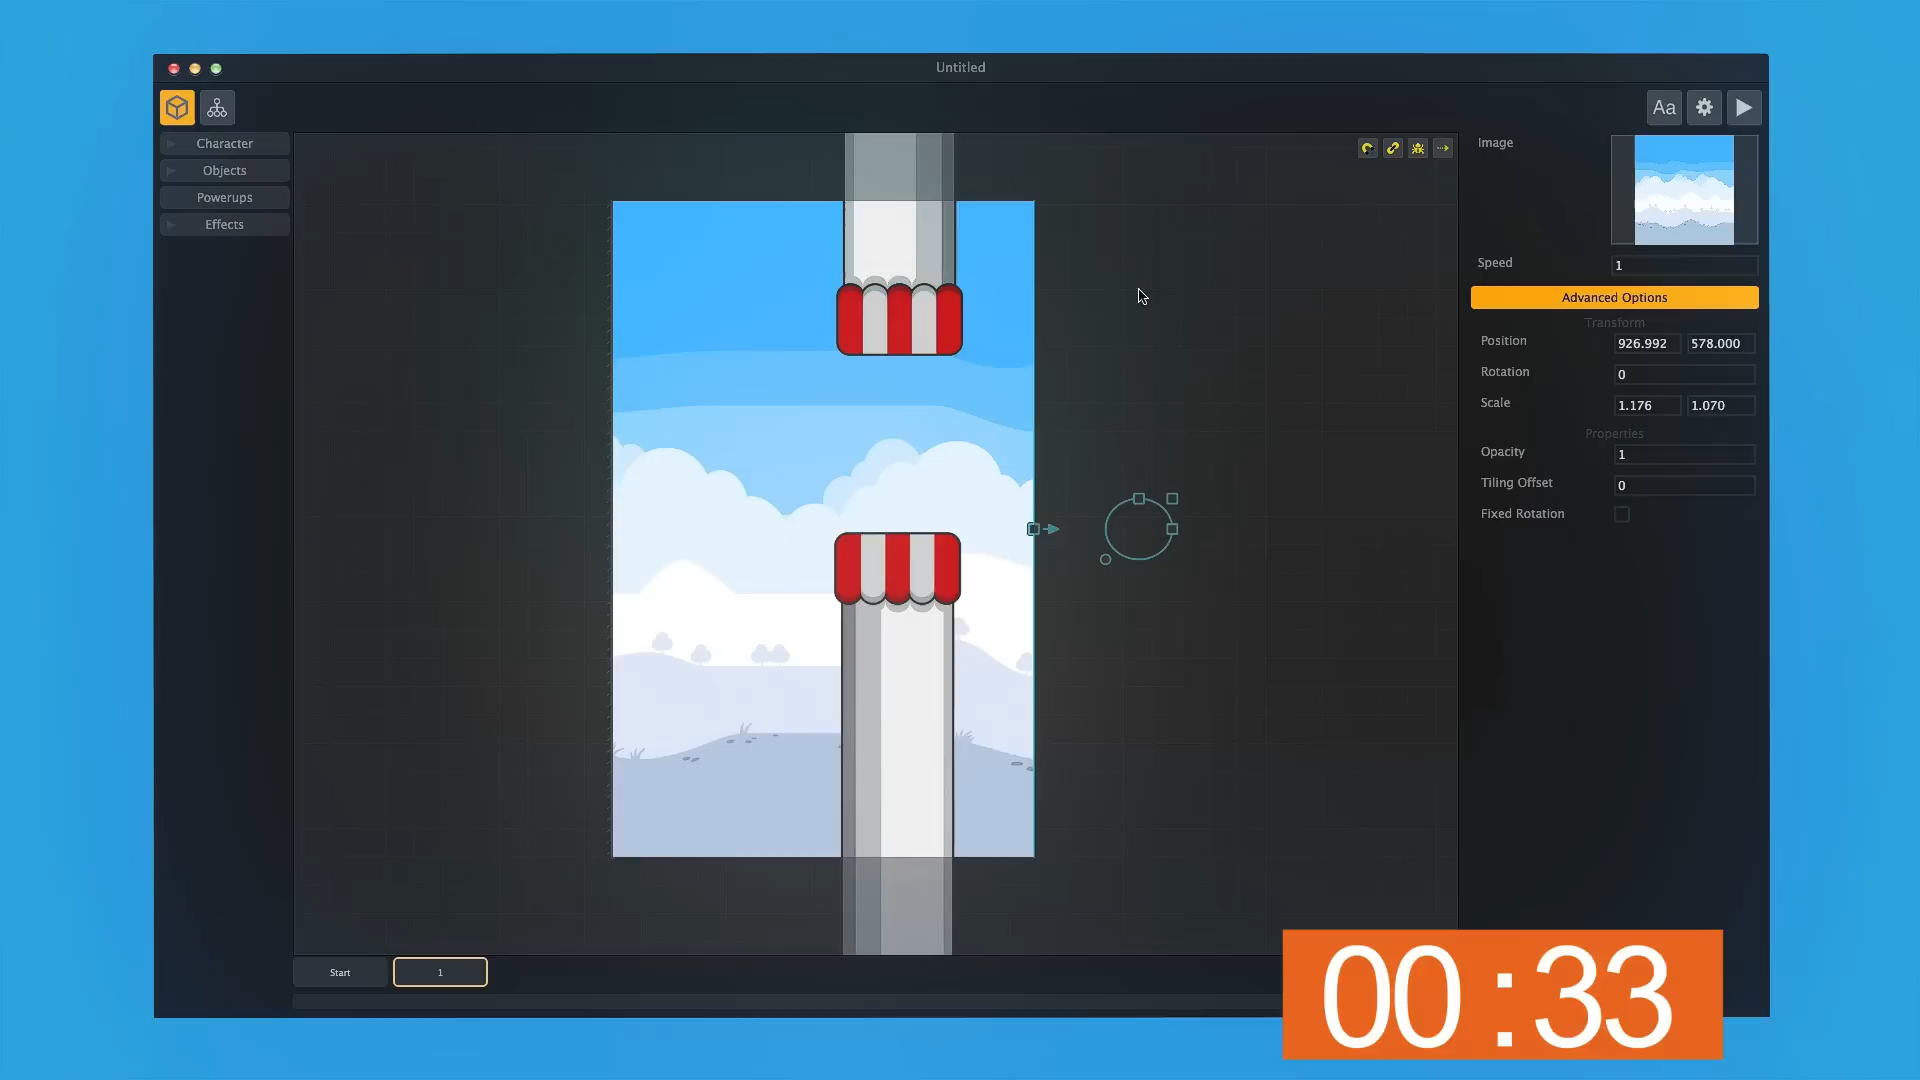 Untitled
Aa
Character
Objects
Powerups
Effects
Image
Speed
1
Advanced Options
Transform
Position
926.992
578.000
Rotation
0
Scale
1.176
1.070
Properties
Opacity
1
Tiling Offset
0
Fixed Rotation
Start
1
00:33